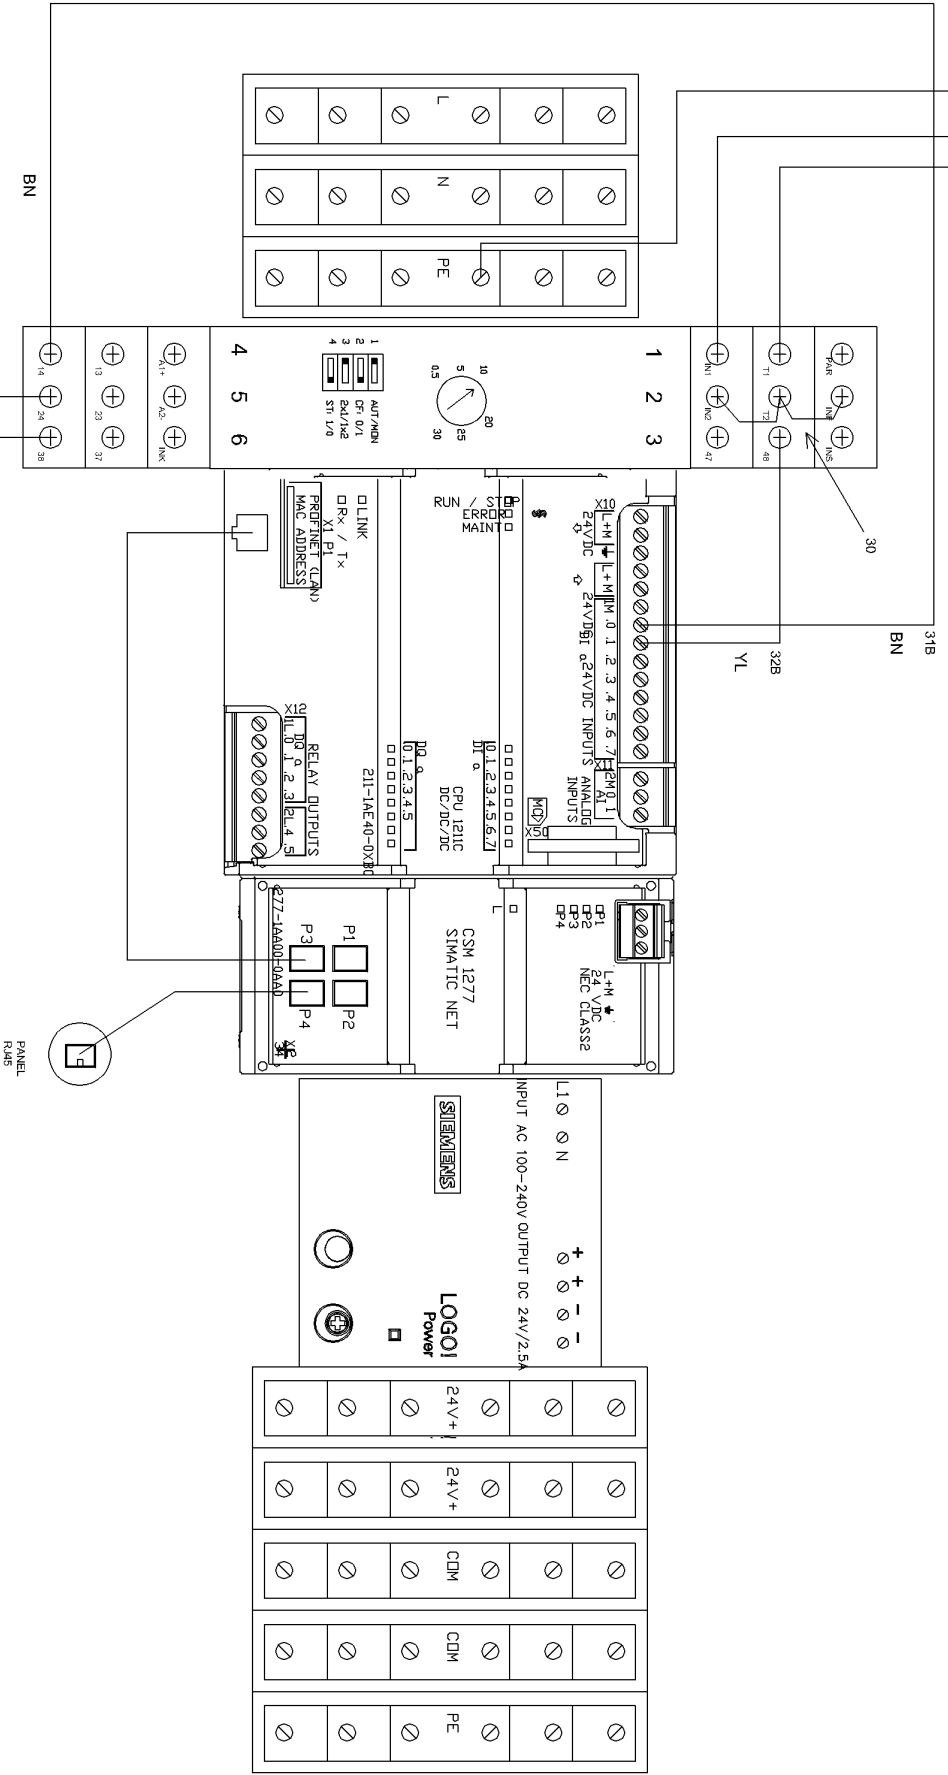 L
N
PE
BN
14
24
38
13
23
37
A1+
A2-
INK
4
5
6
1
2
3
4
AUT/MON
CF: 0/1
2x1/1x2
ST: 1/0
0.5
5
10
20
25
30
1
2
3
IN1
IN2
47
T1
T2
48
PAR
INF
INS
30
31B
BN
32B
YL
PROFINET (LAN)
MAC ADDRESS
X1 P1
LINK
Rx / Tx
RUN / STOP
ERROR
MAINT
X10
L+M
24VDC
L+M
24VDC
1M .0 .1 .2 .3 .4 .5 .6 .7
DI a
24VDC INPUTS
X11
2M 0 1
AI
ANALOG
INPUTS
MC
X50
X12
1L .0 .1 .2 .3
2L .4 .5
DQ a
RELAY OUTPUTS
211-1AE40-0XB0
DQ a
.0 .1 .2 .3 .4 .5
CPU 1211C
DC/DC/DC
DI a
.0 .1 .2 .3 .4 .5 .6 .7
277-1AA00-0AA0
P3
P1
P4
P2
CSM 1277
SIMATIC NET
L
P1
P2
P3
P4
L+M
24 VDC
NEC CLASS2
PANEL
RJ45
SIEMENS
L1
N
INPUT AC 100-240V OUTPUT DC 24V/2.5A
+
+
-
-
LOGO!
Power
24V+
24V+
COM
COM
PE